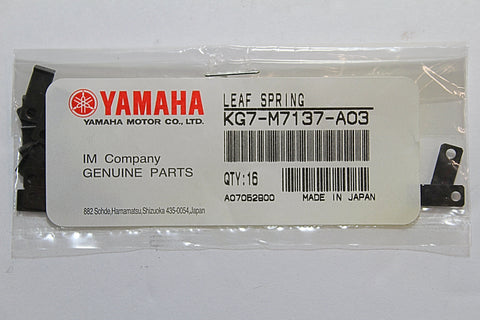 YAMAHA
YAMAHA MOTOR CO., LTD.
IM Company
GENUINE PARTS
882 Sohde,Hamamatsu,Shizuoka 435-0054,Japan
LEAF SPRING
KG7-M7137-A03
QTY:16
A07062900 MADE IN JAPAN